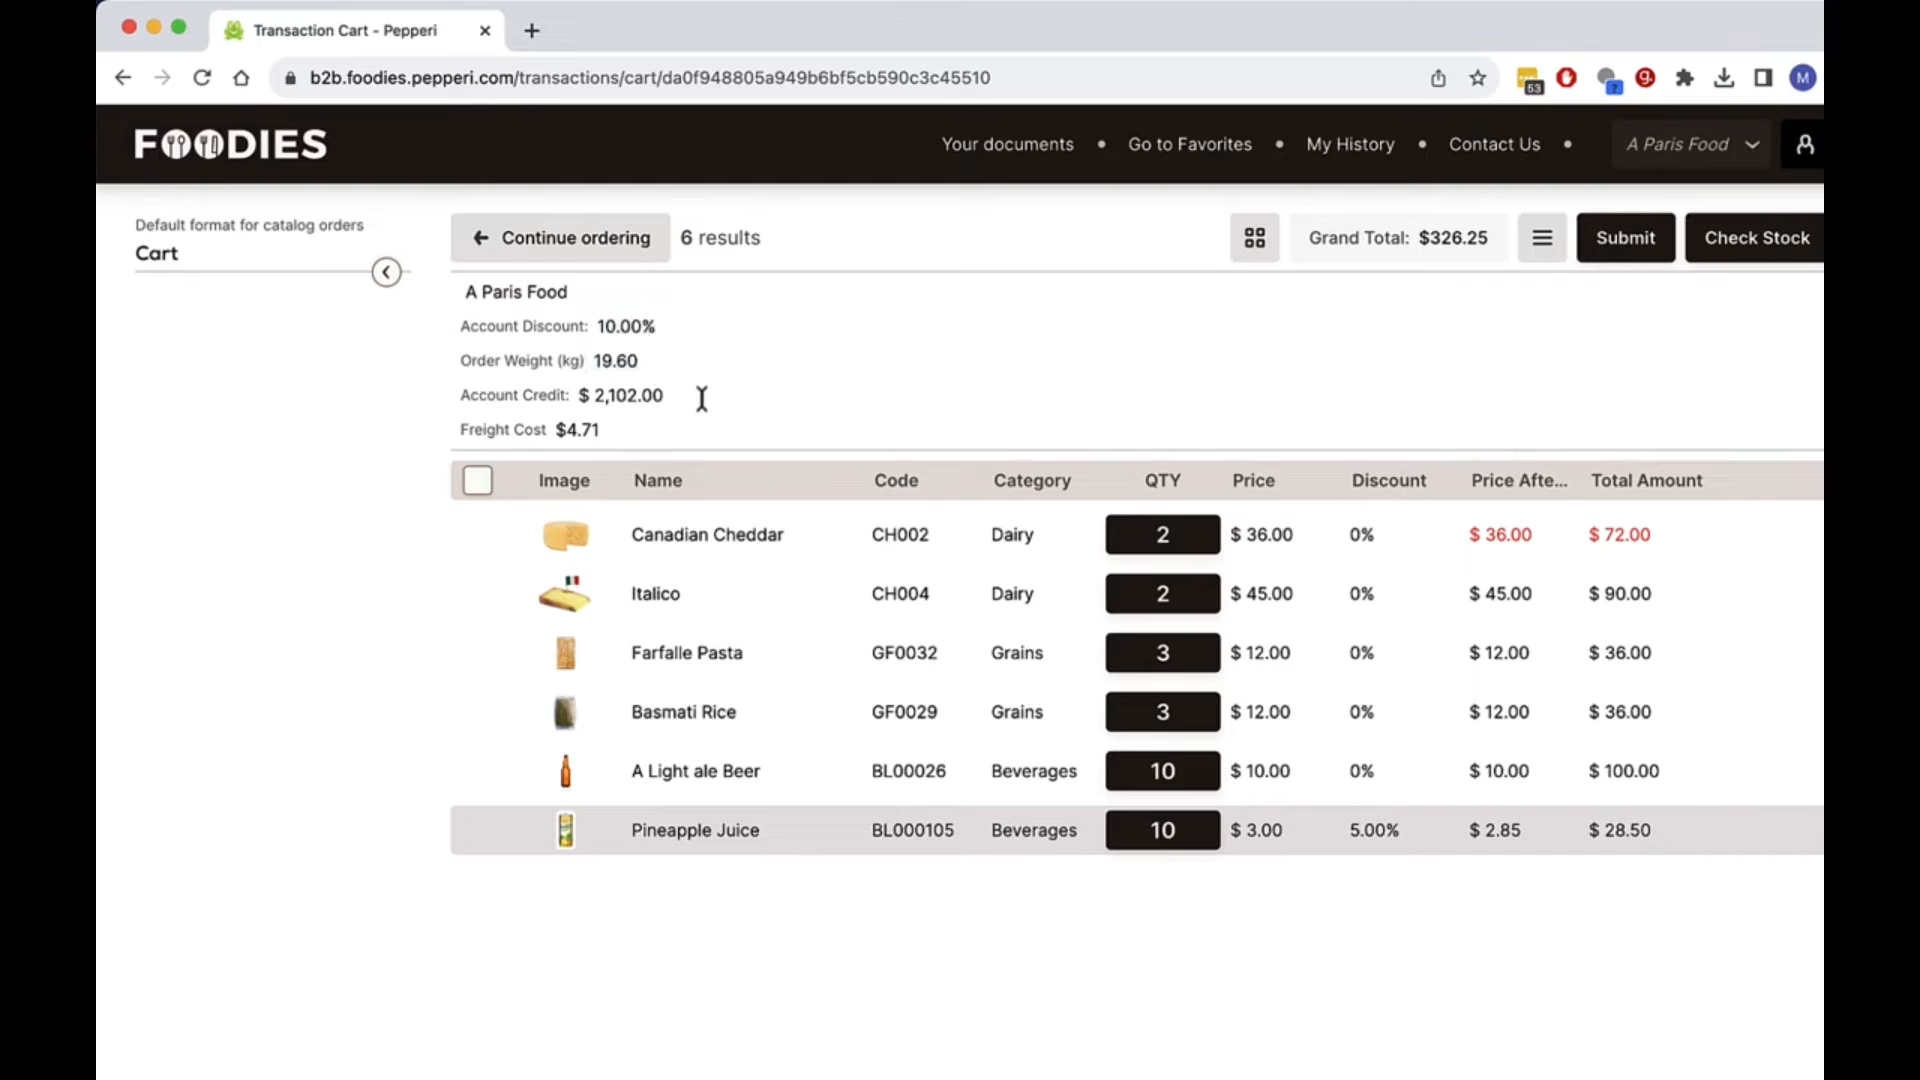 Transaction Cart - Pepperi
b2b.foodies.pepperi.com/transactions/cart/da0f948805a949b6bf5cb590c3c45510
53
?
g.
M
FOODIES
Your documents • Go to Favorites • My History • Contact Us •
A Paris Food
Default format for catalog orders
Cart
Continue ordering
6 results
Grand Total: $326.25
Submit
Check Stock
A Paris Food
Account Discount: 10.00%
Order Weight (kg) 19.60
Account Credit: $ 2,102.00
Freight Cost $4.71
Image Name Code Category QTY Price Discount Price Afte... Total Amount
Canadian Cheddar CH002 Dairy 2 $ 36.00 0% $ 36.00 $ 72.00
Italico CH004 Dairy 2 $ 45.00 0% $ 45.00 $ 90.00
Farfalle Pasta GF0032 Grains 3 $ 12.00 0% $ 12.00 $ 36.00
Basmati Rice GF0029 Grains 3 $ 12.00 0% $ 12.00 $ 36.00
A Light ale Beer BL00026 Beverages 10 $ 10.00 0% $ 10.00 $ 100.00
Pineapple Juice BL000105 Beverages 10 $ 3.00 5.00% $ 2.85 $ 28.50